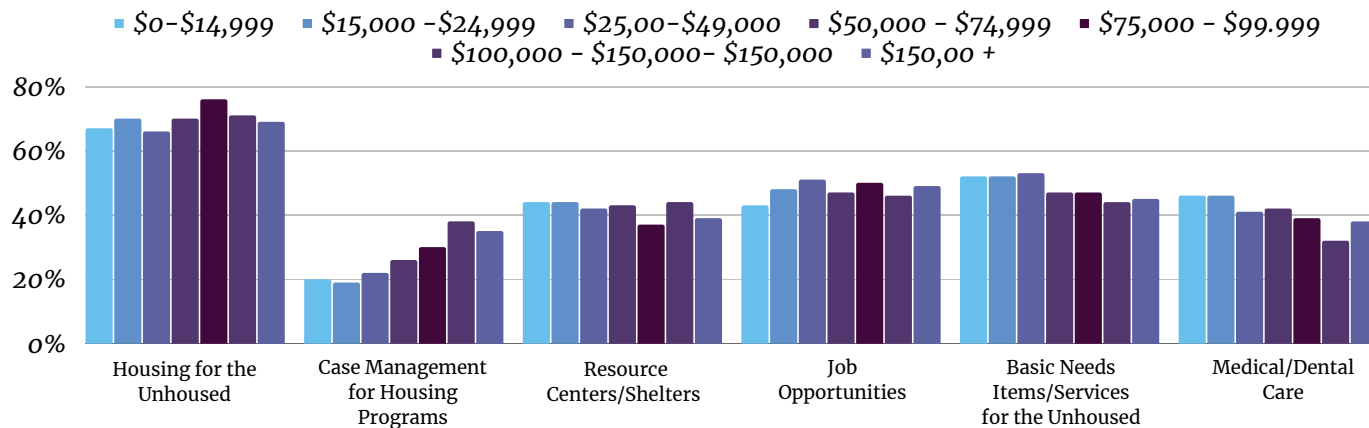 $0-$14,999 $15,000 -$24,999 $25,00-$49,000 $50,000 - $74,999 $75,000 - $99.999
$100,000 - $150,000- $150,000 $150,00 +
80%
60%
40%
20%
0%
Housing for the
Unhoused
Case Management
for Housing
Programs
Resource
Centers/Shelters
Job
Opportunities
Basic Needs
Items/Services
for the Unhoused
Medical/Dental
Care